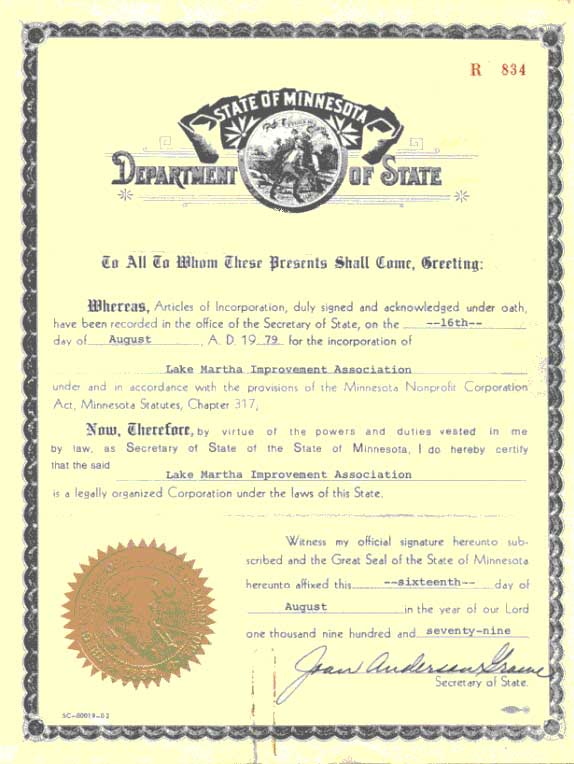 R 834
STATE OF MINNESOTA
DEPARTMENT OF STATE
To All To Whom These Presents Shall Come, Greeting:
Whereas, Articles of Incorporation, duly signed and acknowledged under oath,
have been recorded in the office of the Secretary of State, on the --16th--
day of August, A. D. 19 79 for the incorporation of
Lake Martha Improvement Association
under and in accordance with the provisions of the Minnesota Nonprofit Corporation
Act, Minnesota Statutes, Chapter 317,
Now, Therefore, by virtue of the powers and duties vested in me
by law, as Secretary of State of the State of Minnesota, I do hereby certify
that the said
Lake Martha Improvement Association
is a legally organized Corporation under the laws of this State.
Witness my official signature hereunto sub-
scribed and the Great Seal of the State of Minnesota
hereunto affixed this --sixteenth-- day of
August in the year of our Lord
one thousand nine hundred and seventy-nine
Joan Anderson Growe
Secretary of State.